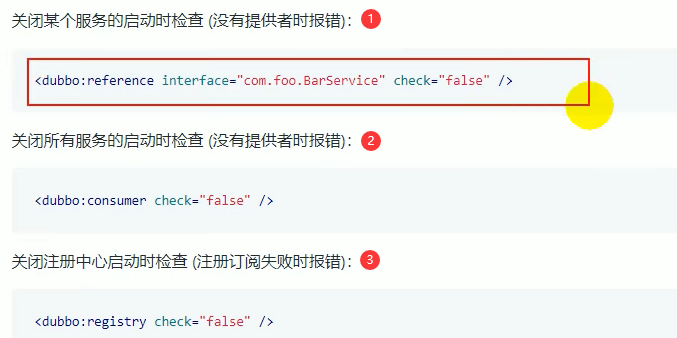 关闭某个服务的启动时检查 (没有提供者时报错)： 1
<dubbo:reference interface="com.foo.BarService" check="false" />
关闭所有服务的启动时检查 (没有提供者时报错)： 2
<dubbo:consumer check="false" />
关闭注册中心启动时检查 (注册订阅失败时报错)： 3
<dubbo:registry check="false" />